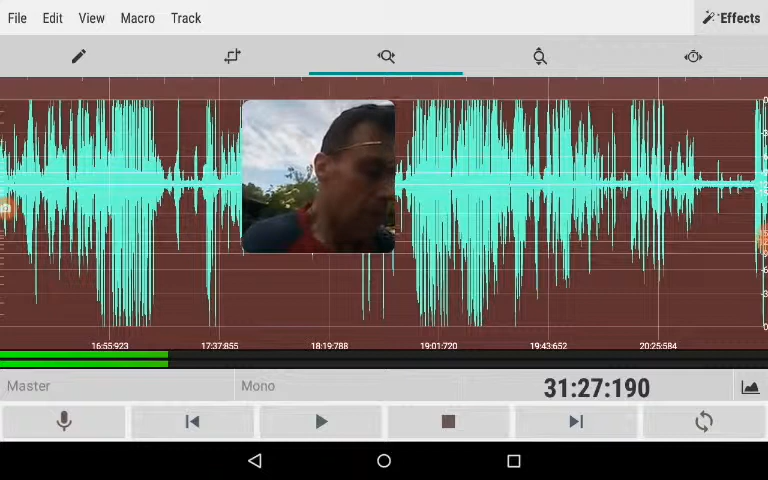 File Edit View Macro Track Effects
16:55:923 17:37:855 18:19:788 19:01:720 19:43:652 20:25:584
Master Mono 31:27:190